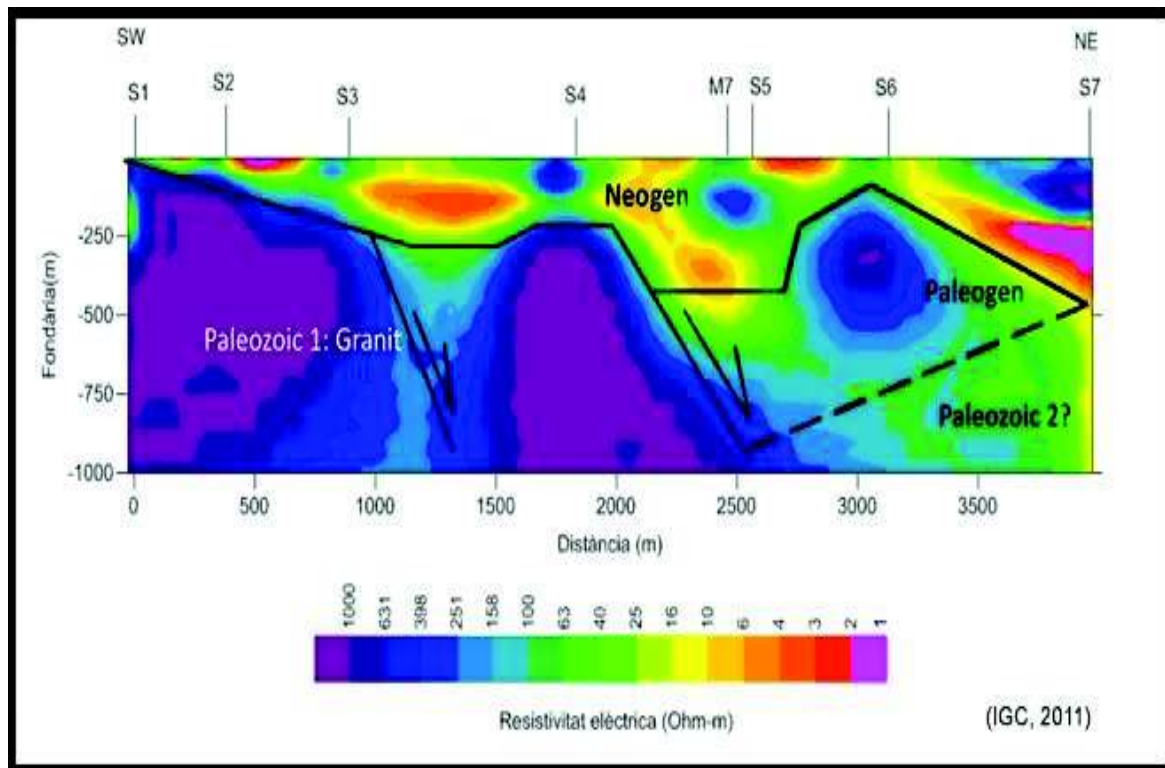 SW NE
S1 S2 S3 S4 M7 S5 S6 S7
Neogen
-250
Paleogen
-500
Paleozoic 1: Granit
Fondària(m)
-750
Paleozoic 2?
-1000
0 500 1000 1500 2000 2500 3000 3500
Distància (m)
1000 631 398 251 158 100 63 40 25 16 10 6 4 3 2 1
Resistivitat elèctrica (Ohm-m)
(IGC, 2011)